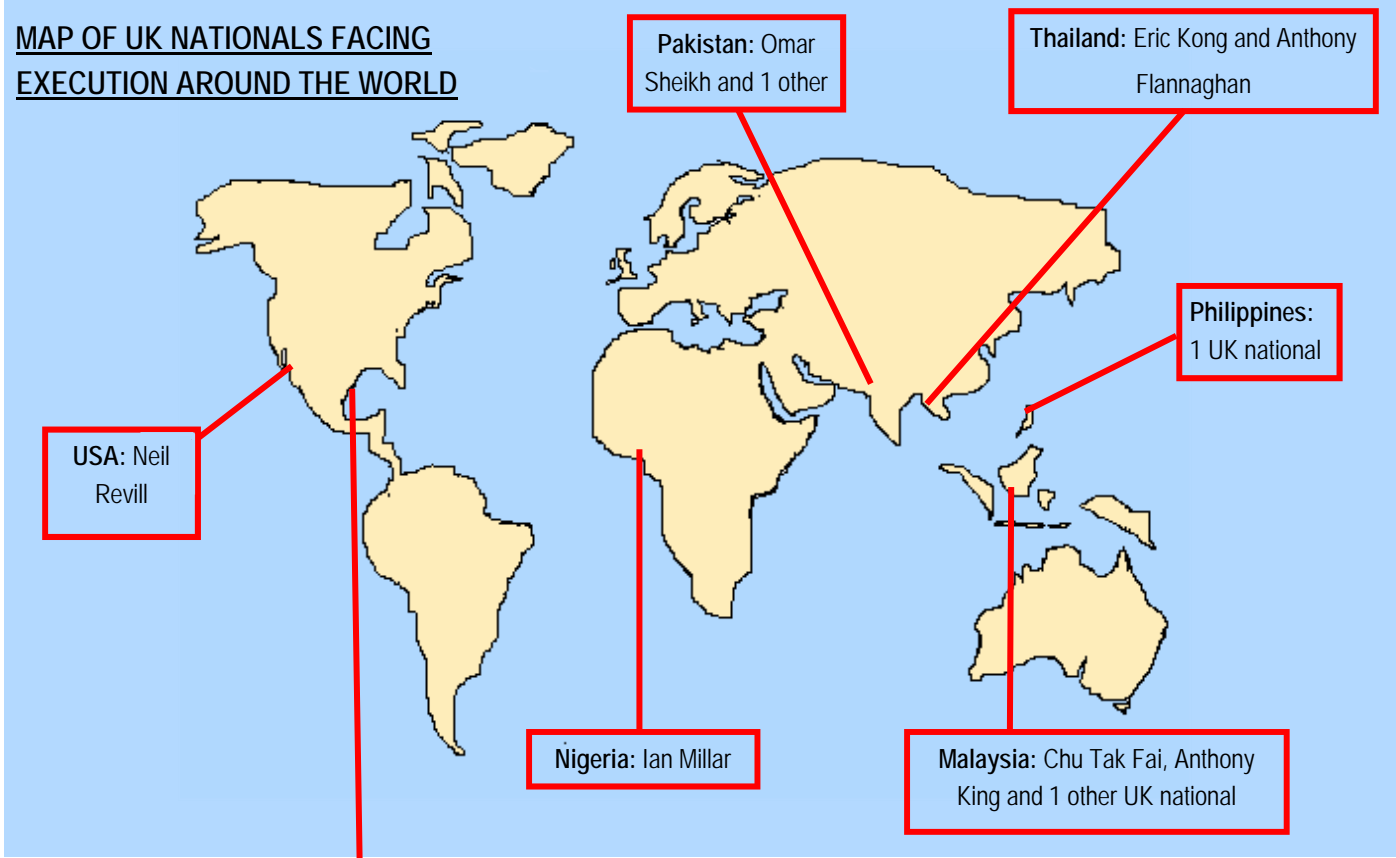 MAP OF UK NATIONALS FACING
EXECUTION AROUND THE WORLD
Pakistan: Omar
Sheikh and 1 other
Thailand: Eric Kong and Anthony
Flannaghan
Philippines:
1 UK national
USA: Neil
Revill
Nigeria: Ian Millar
Malaysia: Chu Tak Fai, Anthony
King and 1 other UK national